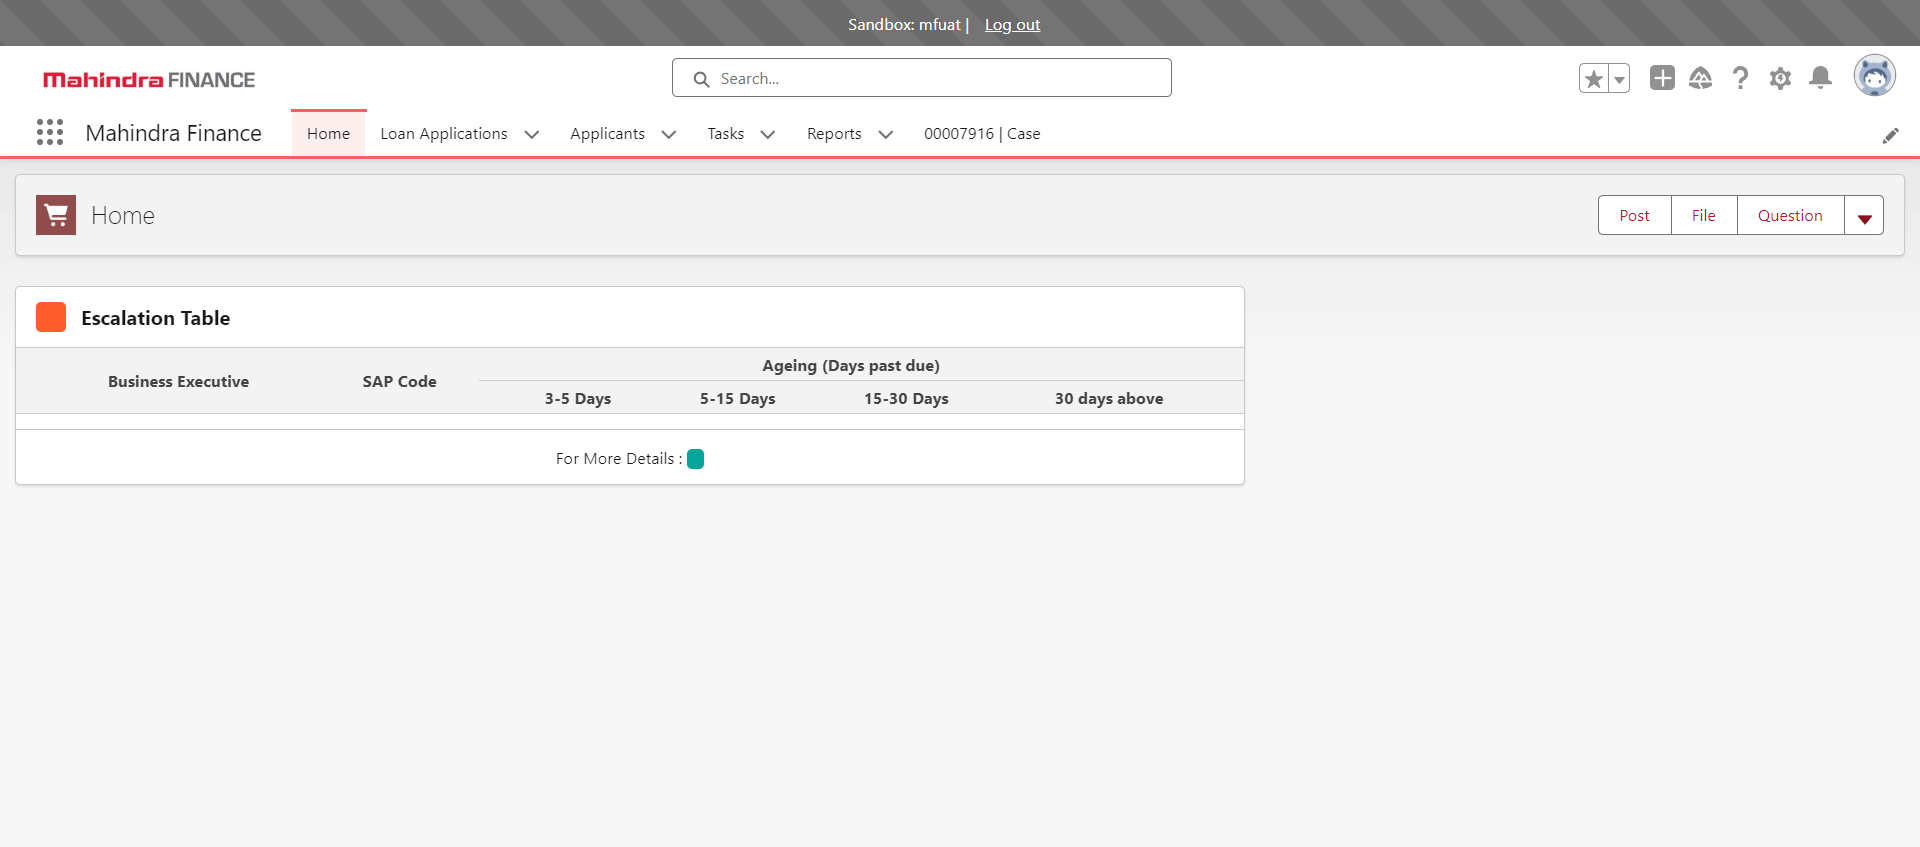 Sandbox: mfuat | Log out
Mahindra FINANCE
Search...
Mahindra Finance
Home
Loan Applications
Applicants
Tasks
Reports
00007916 | Case
Home
Post
File
Question
Escalation Table
Business Executive
SAP Code
Ageing (Days past due)
3-5 Days
5-15 Days
15-30 Days
30 days above
For More Details :